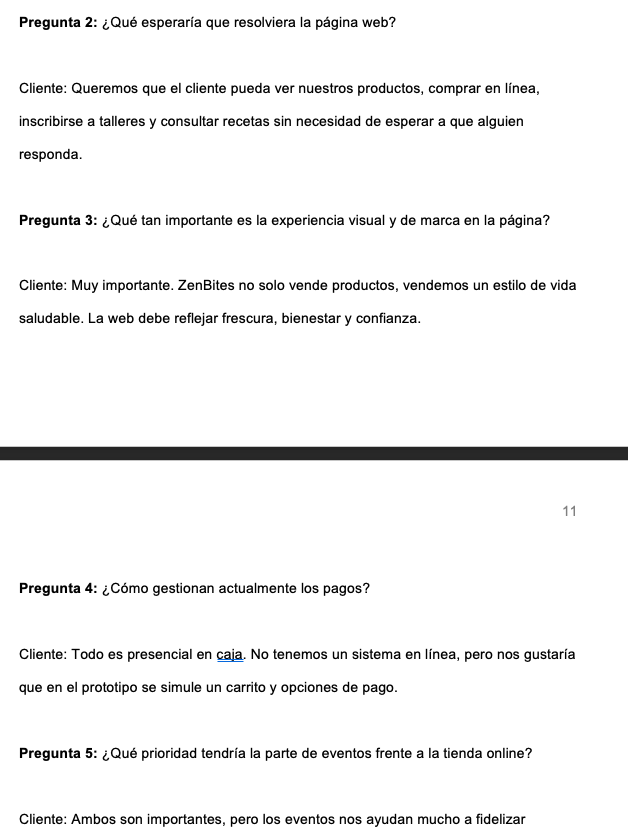 Pregunta 2: ¿Qué esperaría que resolviera la página web?
Cliente: Queremos que el cliente pueda ver nuestros productos, comprar en línea,
inscribirse a talleres y consultar recetas sin necesidad de esperar a que alguien
responda.
Pregunta 3: ¿Qué tan importante es la experiencia visual y de marca en la página?
Cliente: Muy importante. ZenBites no solo vende productos, vendemos un estilo de vida
saludable. La web debe reflejar frescura, bienestar y confianza.
11
Pregunta 4: ¿Cómo gestionan actualmente los pagos?
Cliente: Todo es presencial en caja. No tenemos un sistema en línea, pero nos gustaría
que en el prototipo se simule un carrito y opciones de pago.
Pregunta 5: ¿Qué prioridad tendría la parte de eventos frente a la tienda online?
Cliente: Ambos son importantes, pero los eventos nos ayudan mucho a fidelizar